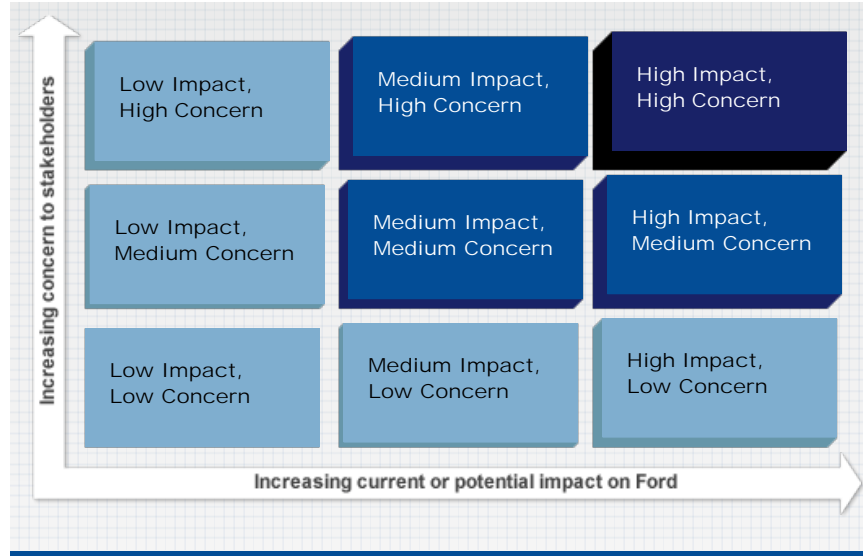 Increasing concern to stakeholders
Low Impact,
High Concern
Medium Impact,
High Concern
High Impact,
High Concern
Low Impact,
Medium Concern
Medium Impact,
Medium Concern
High Impact,
Medium Concern
Low Impact,
Low Concern
Medium Impact,
Low Concern
High Impact,
Low Concern
Increasing current or potential impact on Ford